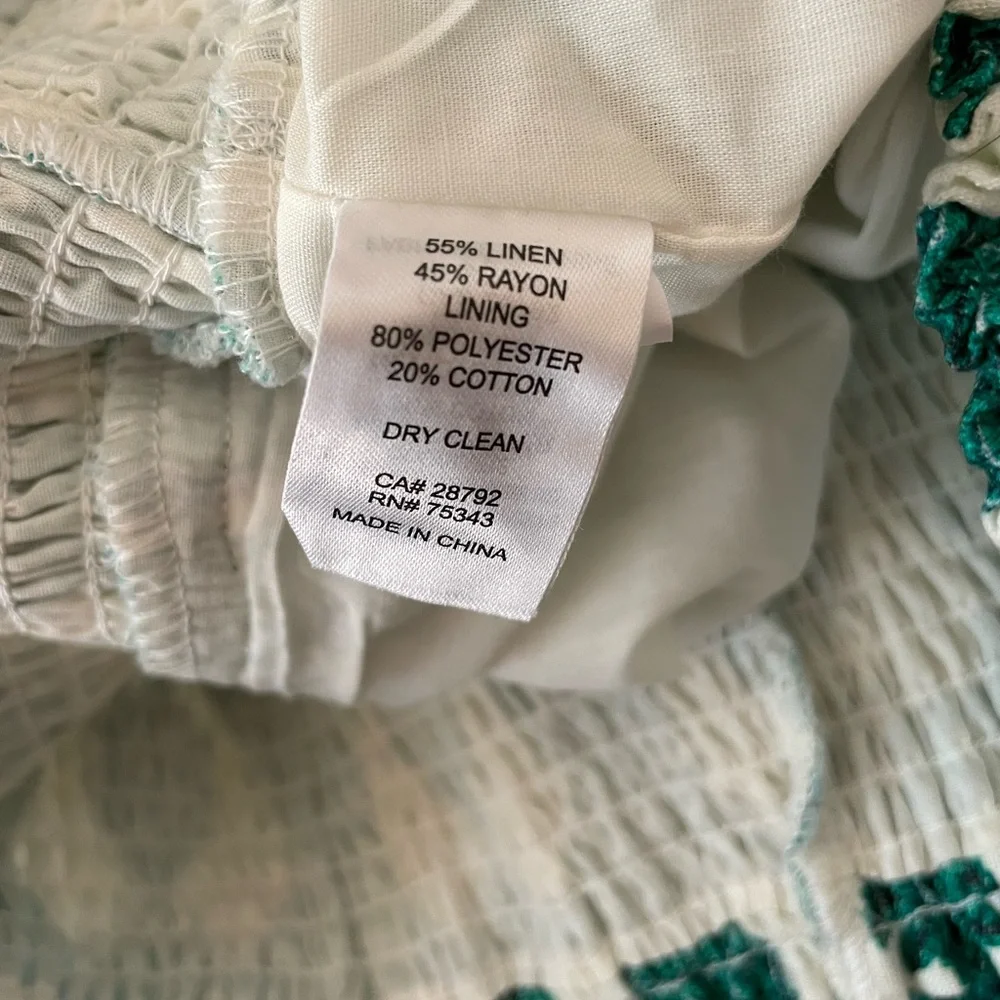 55% LINEN
45% RAYON
LINING
80% POLYESTER
20% COTTON
DRY CLEAN
CA# 28792
RN# 75343
MADE IN CHINA